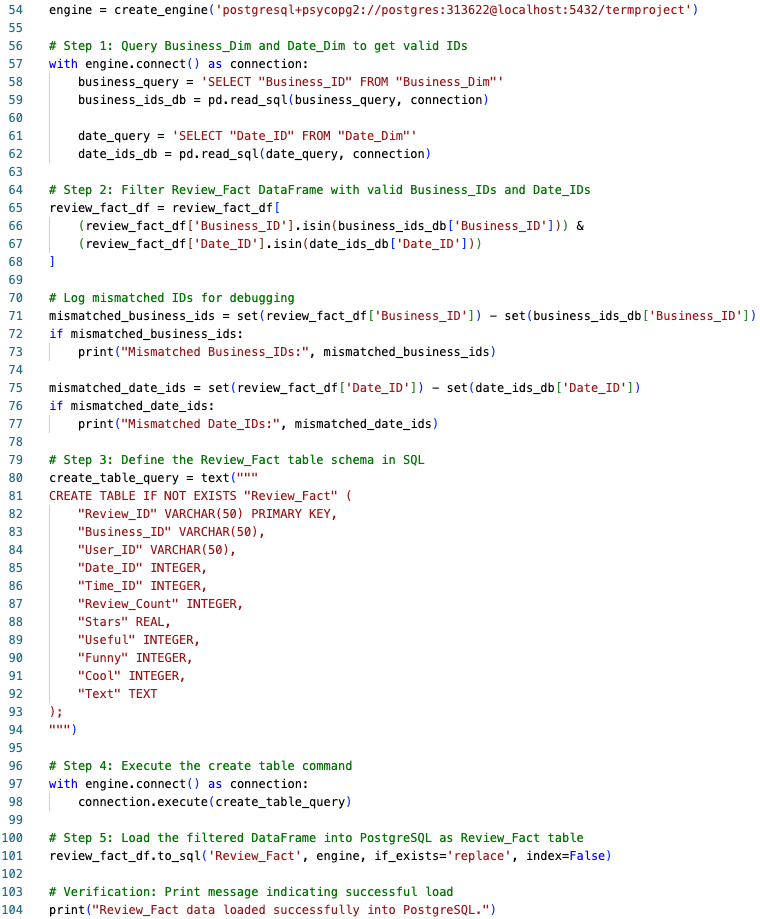 54 engine = create_engine('postgresql+psycopg2://postgres:313622@localhost:5432/termproject')
55
56 # Step 1: Query Business_Dim and Date_Dim to get valid IDs
57 with engine.connect() as connection:
58     business_query = 'SELECT "Business_ID" FROM "Business_Dim"'
59     business_ids_db = pd.read_sql(business_query, connection)
60
61     date_query = 'SELECT "Date_ID" FROM "Date_Dim"'
62     date_ids_db = pd.read_sql(date_query, connection)
63
64 # Step 2: Filter Review_Fact DataFrame with valid Business_IDs and Date_IDs
65 review_fact_df = review_fact_df[
66     (review_fact_df['Business_ID'].isin(business_ids_db['Business_ID'])) &
67     (review_fact_df['Date_ID'].isin(date_ids_db['Date_ID']))
68 ]
69
70 # Log mismatched IDs for debugging
71 mismatched_business_ids = set(review_fact_df['Business_ID']) - set(business_ids_db['Business_ID'])
72 if mismatched_business_ids:
73     print("Mismatched Business_IDs:", mismatched_business_ids)
74
75 mismatched_date_ids = set(review_fact_df['Date_ID']) - set(date_ids_db['Date_ID'])
76 if mismatched_date_ids:
77     print("Mismatched Date_IDs:", mismatched_date_ids)
78
79 # Step 3: Define the Review_Fact table schema in SQL
80 create_table_query = text("""
81 CREATE TABLE IF NOT EXISTS "Review_Fact" (
82     "Review_ID" VARCHAR(50) PRIMARY KEY,
83     "Business_ID" VARCHAR(50),
84     "User_ID" VARCHAR(50),
85     "Date_ID" INTEGER,
86     "Time_ID" INTEGER,
87     "Review_Count" INTEGER,
88     "Stars" REAL,
89     "Useful" INTEGER,
90     "Funny" INTEGER,
91     "Cool" INTEGER,
92     "Text" TEXT
93 );
94 """)
95
96 # Step 4: Execute the create table command
97 with engine.connect() as connection:
98     connection.execute(create_table_query)
99
100 # Step 5: Load the filtered DataFrame into PostgreSQL as Review_Fact table
101 review_fact_df.to_sql('Review_Fact', engine, if_exists='replace', index=False)
102
103 # Verification: Print message indicating successful load
104 print("Review_Fact data loaded successfully into PostgreSQL.")